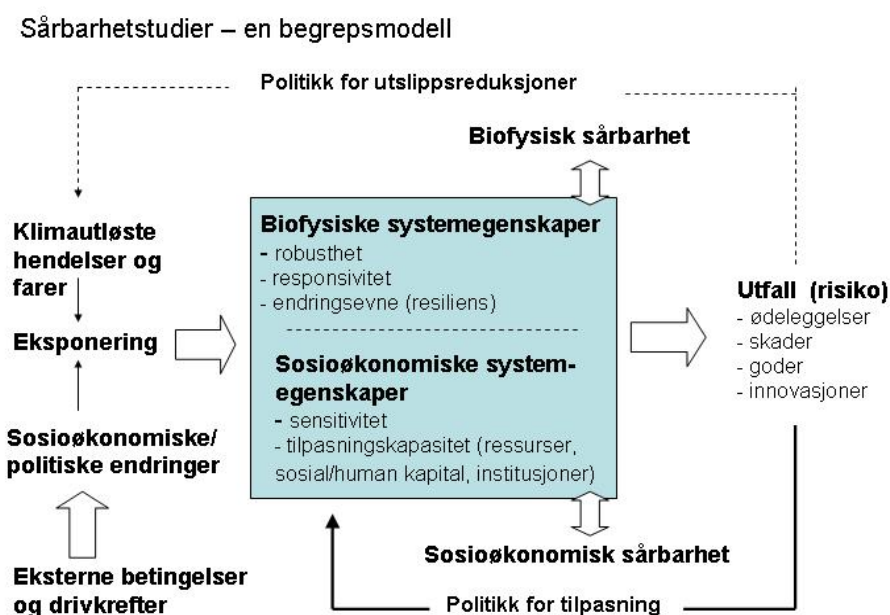 Sårbarhetstudier – en begrepsmodell
Politikk for utslippsreduksjoner
Biofysisk sårbarhet
Klimautløste
hendelser og
farer
Eksponering
Sosioøkonomiske/
politiske endringer
Eksterne betingelser
og drivkrefter
Biofysiske systemegenskaper
- robusthet
- responsivitet
- endringsevne (resiliens)
Sosioøkonomiske system-
egenskaper
- sensitivitet
- tilpasningskapasitet (ressurser,
sosial/human kapital, institusjoner)
Utfall (risiko)
- ødeleggelser
- skader
- goder
- innovasjoner
Sosioøkonomisk sårbarhet
Politikk for tilpasning